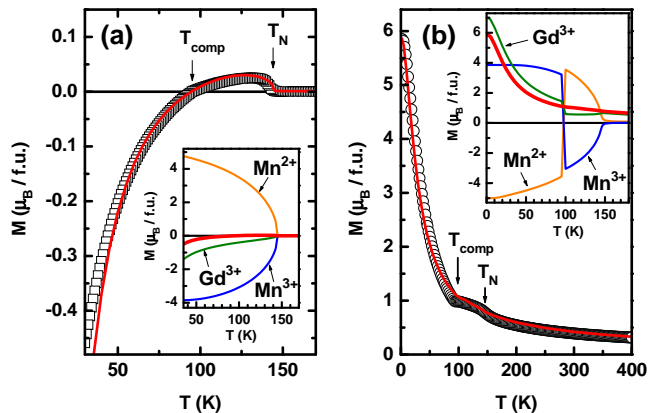 (a)
T_comp
T_N
M (μ_B / f.u.)
0.1
0.0
-0.1
-0.2
-0.3
-0.4
50
100
150
T (K)
M (μ_B / f.u.)
4
2
0
-2
-4
50
100
150
T (K)
Mn²⁺
Gd³⁺
Mn³⁺
(b)
M (μ_B / f.u.)
6
5
4
3
2
1
0
0
100
200
300
400
T (K)
T_comp
T_N
M (μ_B / f.u.)
6
4
2
0
-2
-4
0
50
100
150
T (K)
Gd³⁺
Mn²⁺
Mn³⁺